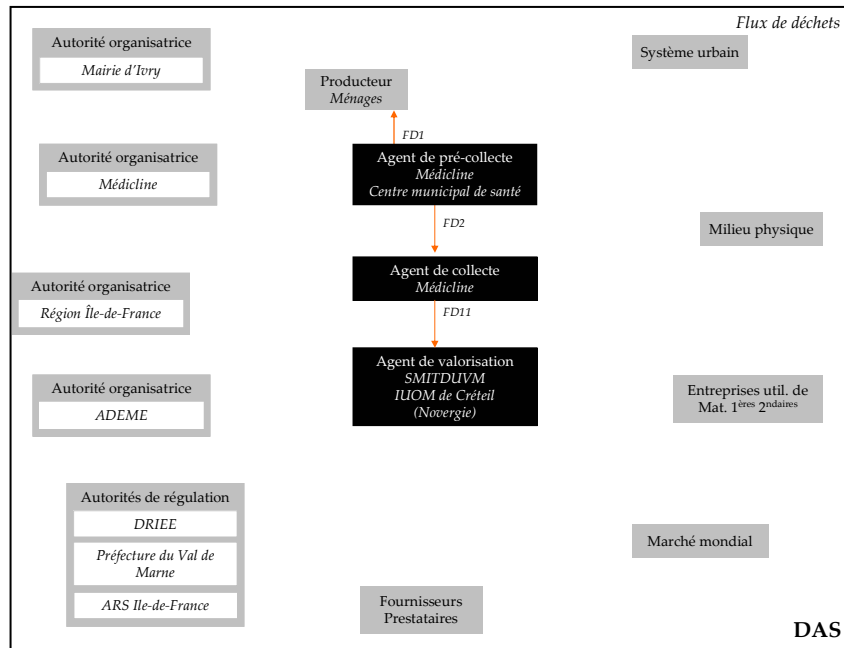 Flux de déchets
Autorité organisatrice
Mairie d'Ivry
Système urbain
Producteur
Ménages
FD1
Autorité organisatrice
Médicline
Agent de pré-collecte
Médicline
Centre municipal de santé
FD2
Milieu physique
Agent de collecte
Médicline
Autorité organisatrice
Région Île-de-France
FD11
Agent de valorisation
SMITDUVM
IUOM de Créteil
(Novergie)
Autorité organisatrice
ADEME
Entreprises util. de
Mat. 1ères 2ndaires
Autorités de régulation
DRIEE
Préfecture du Val de
Marne
ARS Ile-de-France
Marché mondial
Fournisseurs
Prestataires
DAS